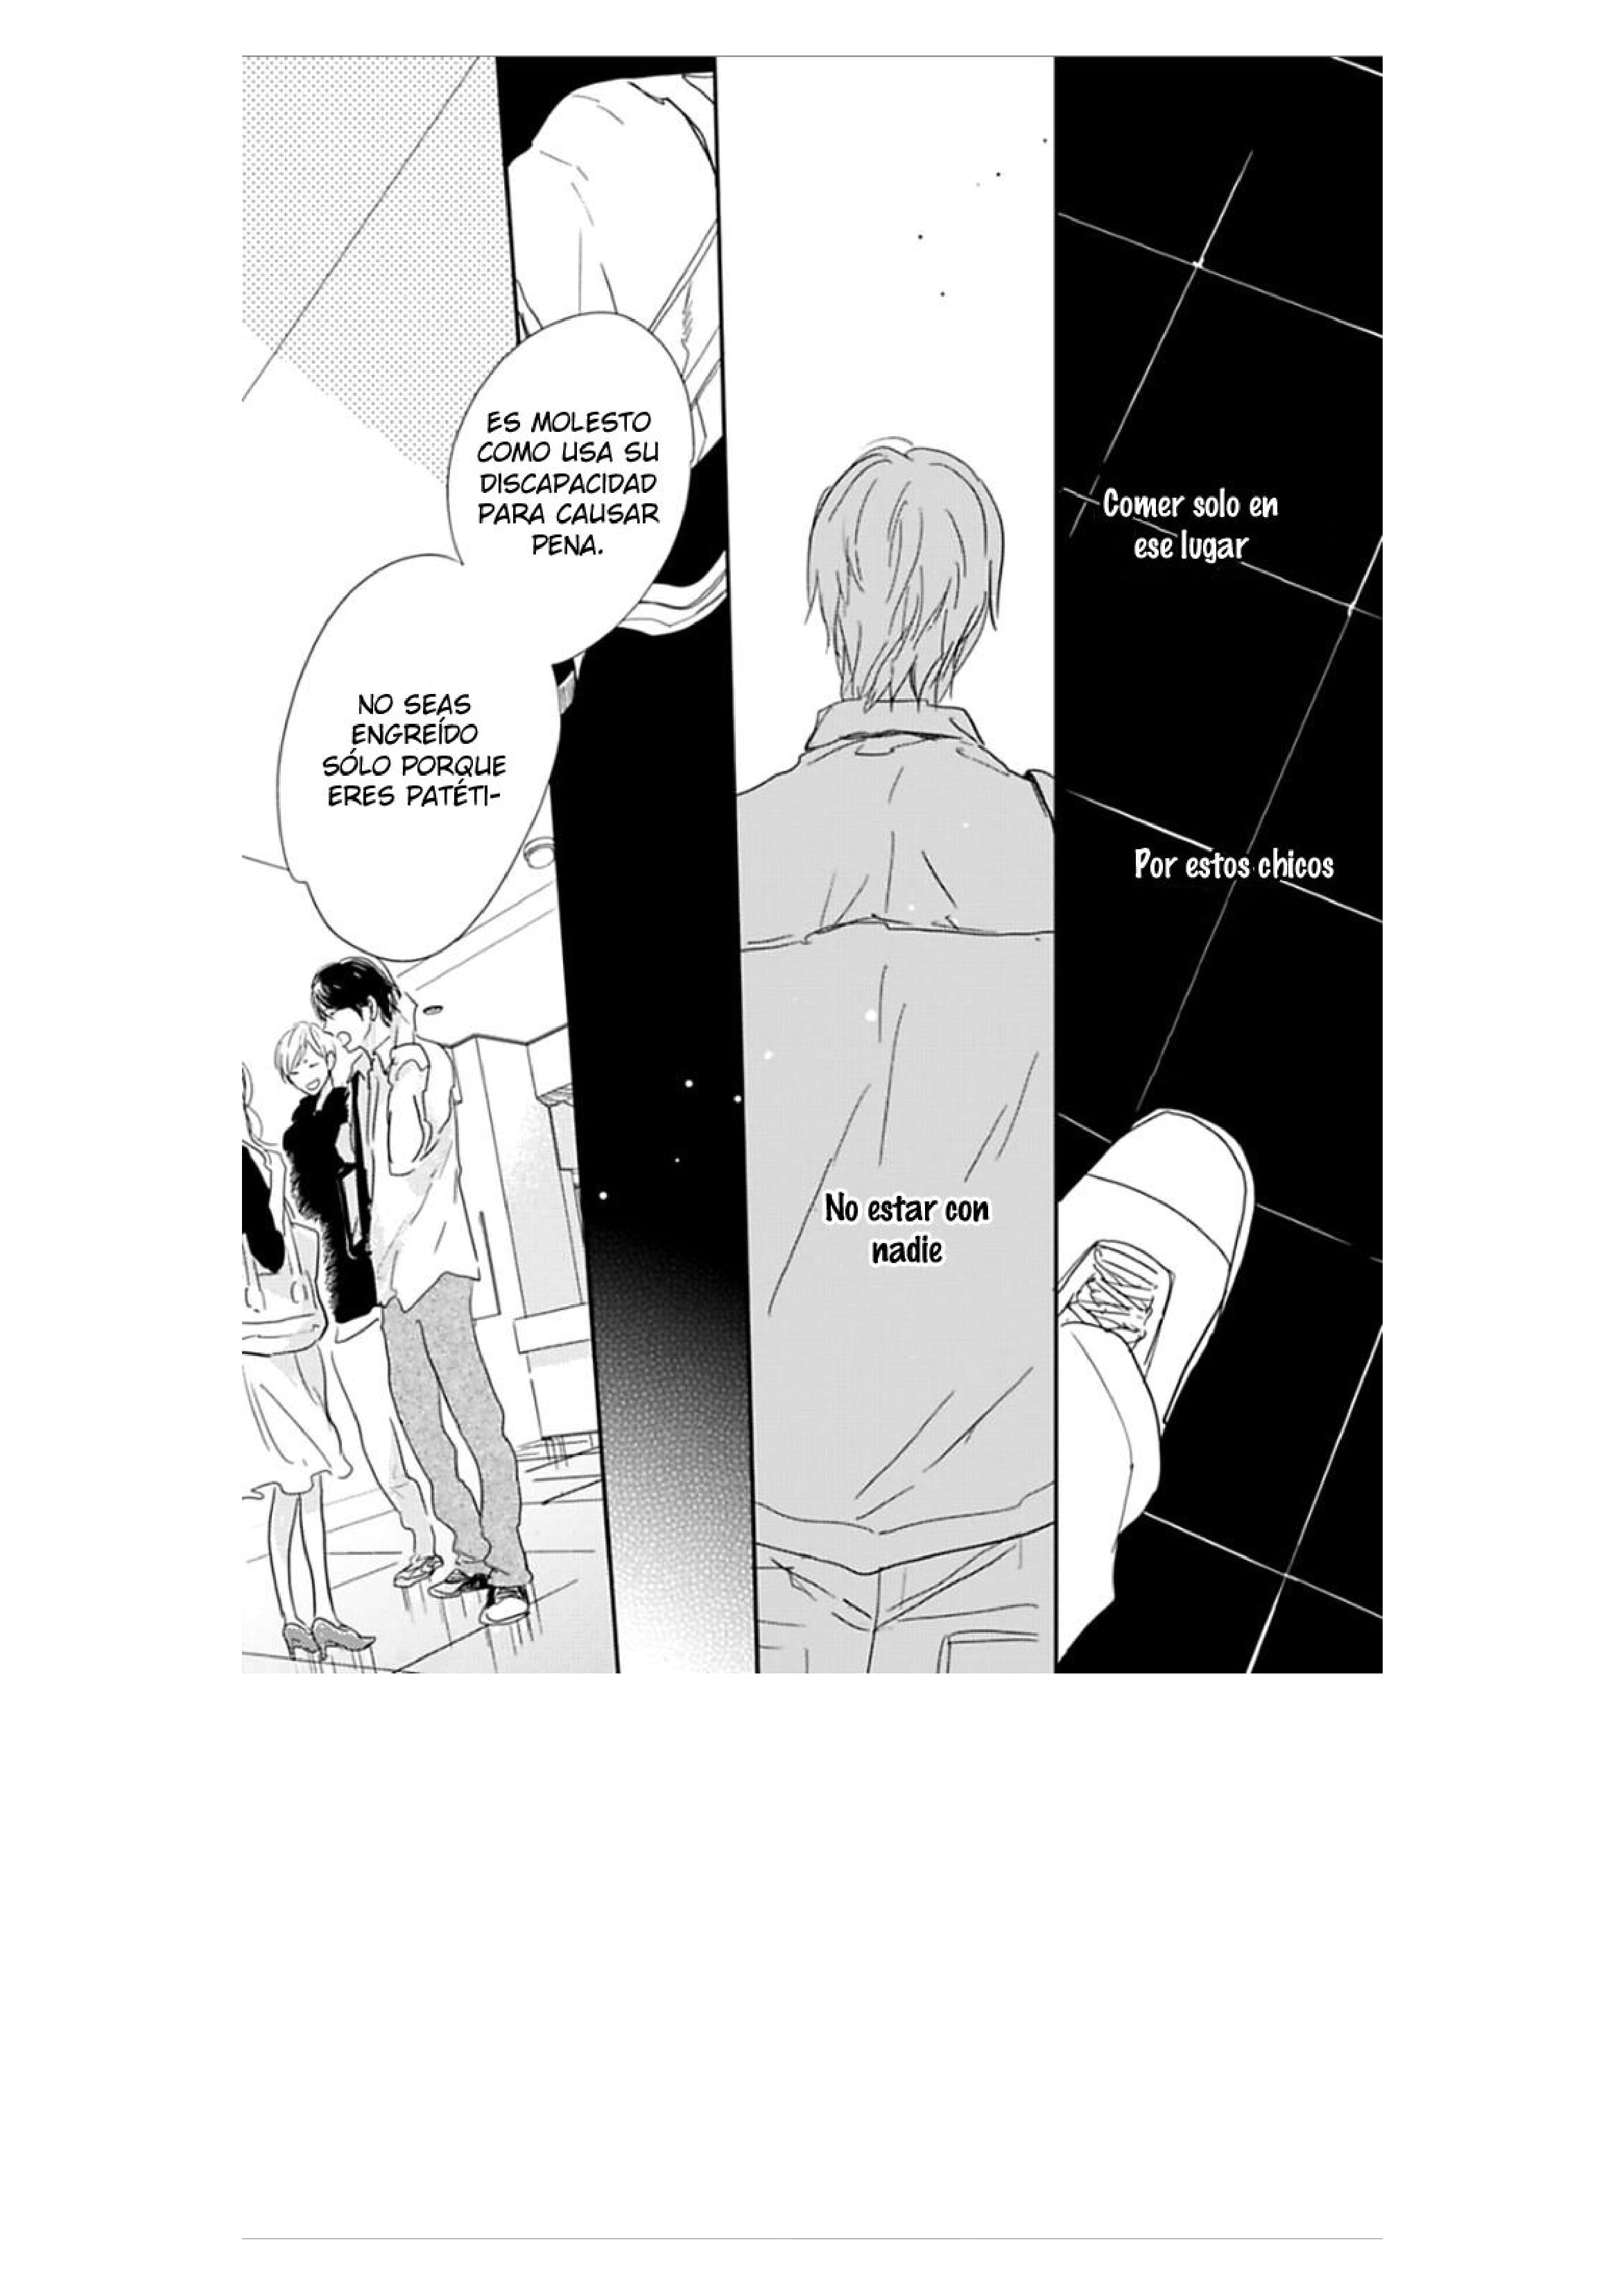 Comer solo en
ese lugar
Por estos chicos
No estar con
nadie
ES MOLESTO
COMO USA SU
DISCAPACIDAD
PARA CAUSAR
PENA.
NO SEAS
ENGREÍDO
SÓLO PORQUE
ERES PATÉTI-